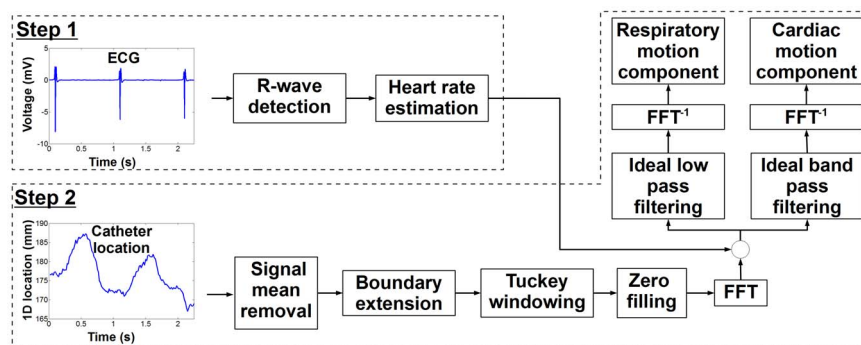 Step 1
ECG
Voltage (mV)
5
0
-5
-10
0
0.5
1
1.5
2
Time (s)
R-wave
detection
Heart rate
estimation
Respiratory
motion
component
Cardiac
motion
component
FFT-1
FFT-1
Ideal low
pass
filtering
Ideal band
pass
filtering
Step 2
Catheter
location
1D location (mm)
190
185
180
175
170
165
0
0.5
1
1.5
2
Time (s)
Signal
mean
removal
Boundary
extension
Tuckey
windowing
Zero
filling
FFT